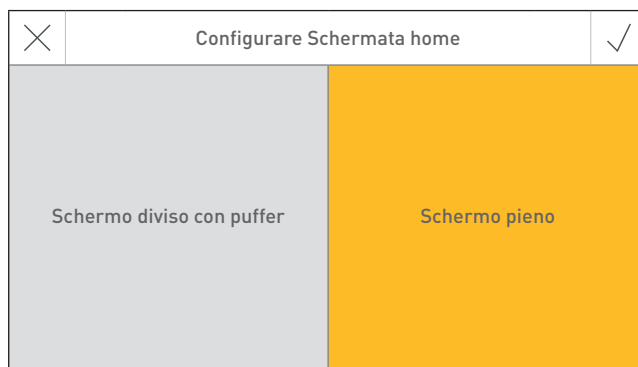 Configurare Schermata home
Schermo diviso con puffer
Schermo pieno